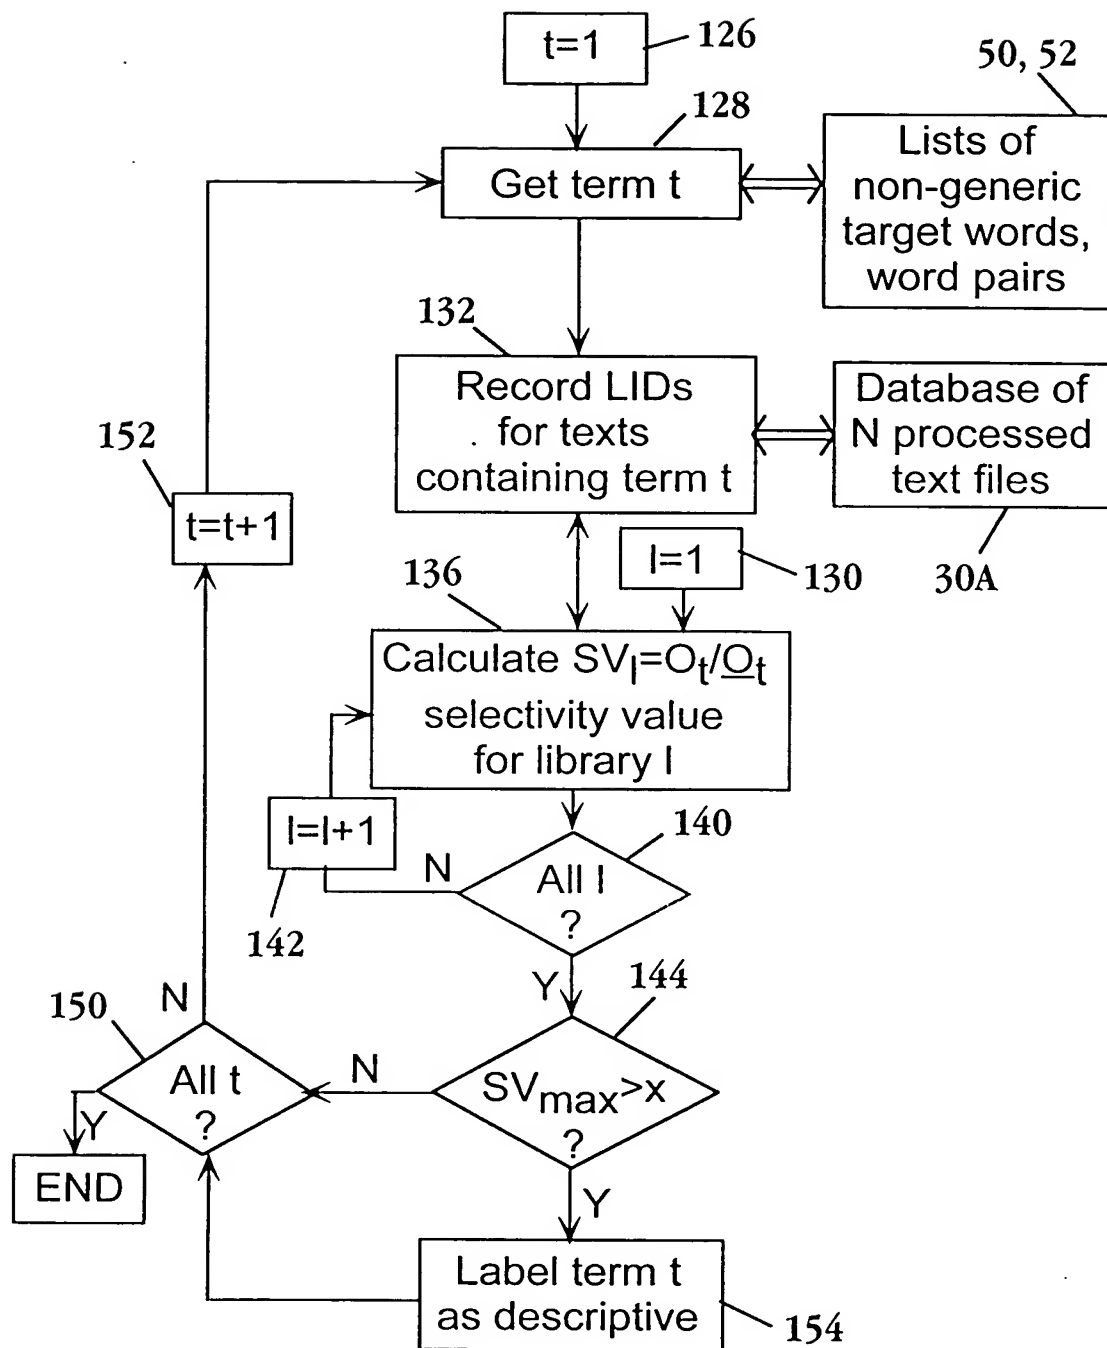 t=1
126
50, 52
128
Get term t
Lists of
non-generic
target words,
word pairs
132
Record LIDs
for texts
containing term t
Database of
N processed
text files
152
t=t+1
l=1
130
30A
136
Calculate SVl=Ot/Ot
selectivity value
for library l
l=l+1
140
N
All l
?
142
Y
144
150
N
All t
?
N
SVmax>x
?
Y
END
Y
Label term t
as descriptive
154